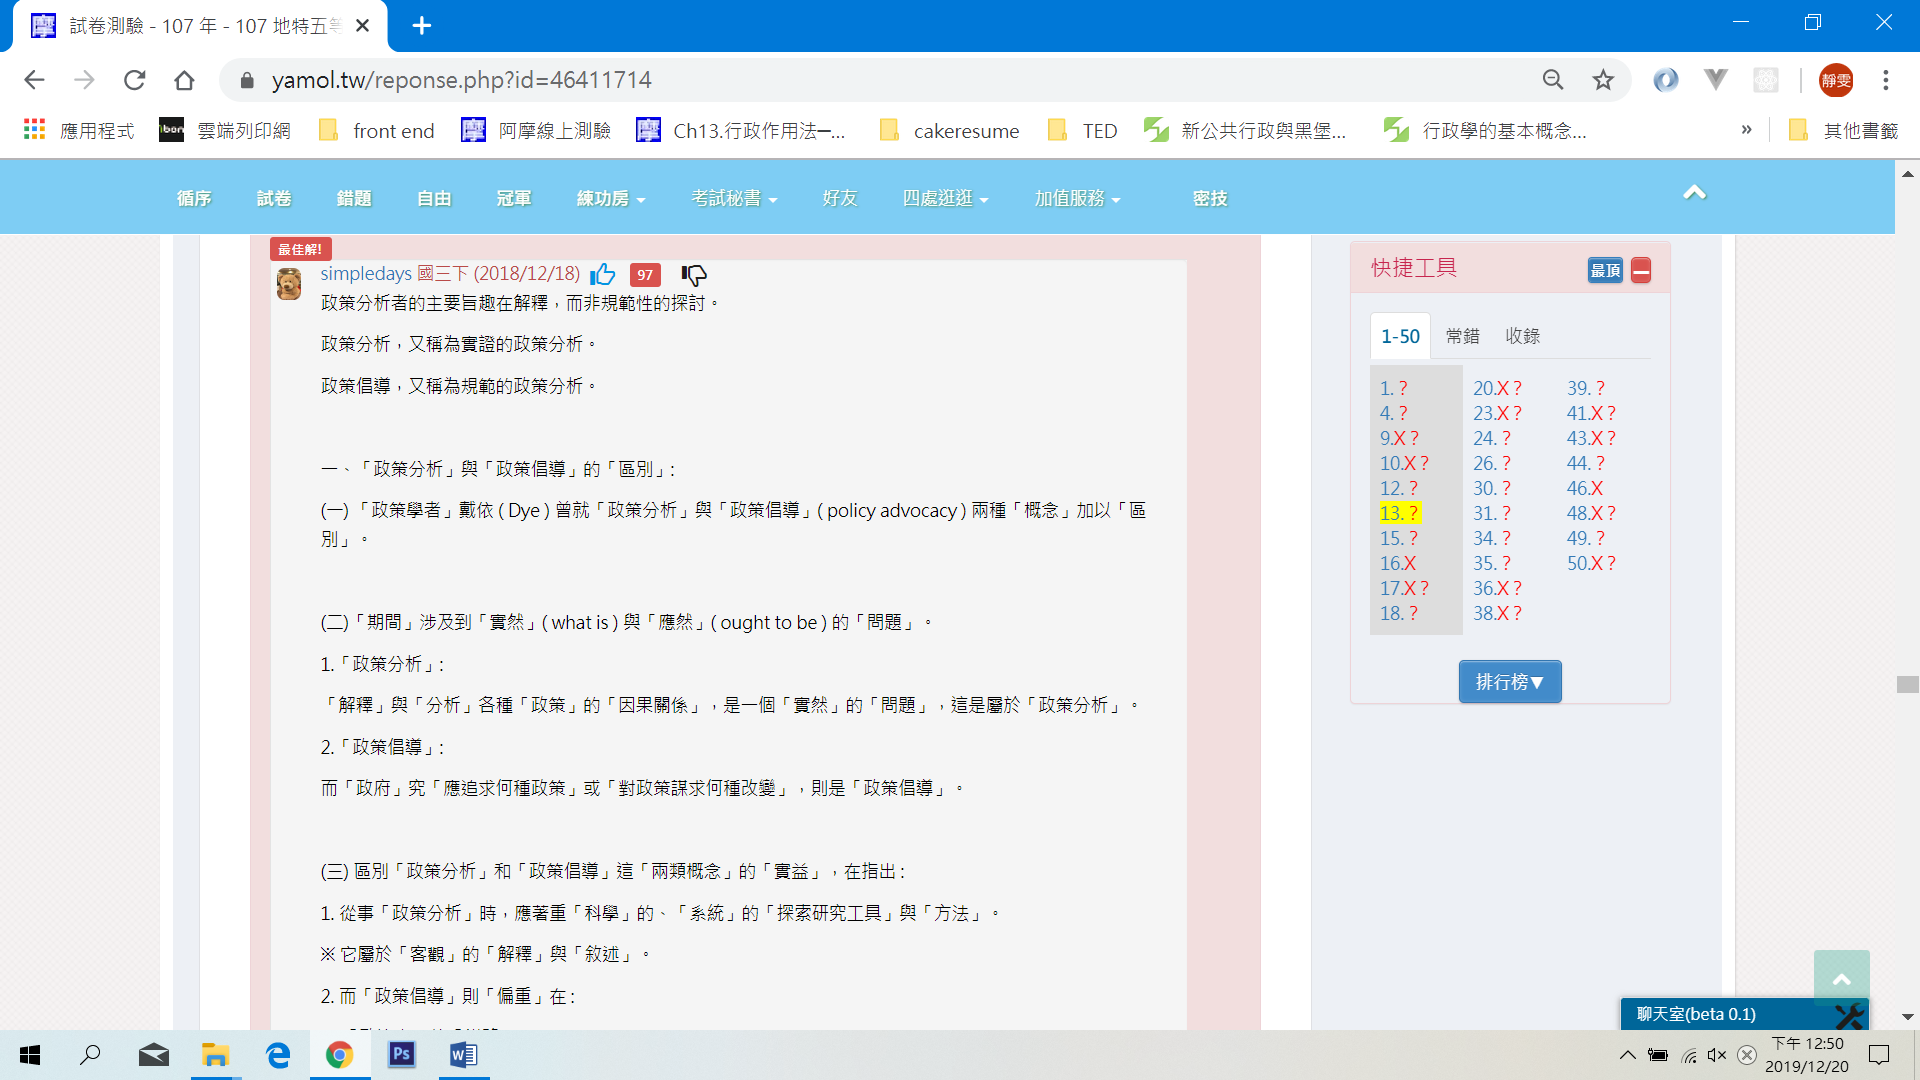 試卷測驗 - 107 年 - 107 地特五等
yamol.tw/reponse.php?id=46411714
靜雯
應用程式
ibon
雲端列印網
front end
阿摩線上測驗
Ch13.行政作用法一...
cakeresume
TED
新公共行政與黑堡...
行政學的基本概念...
»
其他書籤
循序
試卷
錯題
自由
冠軍
練功房
考試秘書
好友
四處逛逛
加值服務
密技
最佳解!
simpledays 國三下 (2018/12/18) 97
政策分析者的主要旨趣在解釋，而非規範性的探討。
政策分析，又稱為實證的政策分析。
政策倡導，又稱為規範的政策分析。
一、「政策分析」與「政策倡導」的「區別」:
(一) 「政策學者」戴依 ( Dye ) 曾就「政策分析」與「政策倡導」( policy advocacy ) 兩種「概念」加以「區
別」。
(二)「期間」涉及到「實然」( what is ) 與「應然」( ought to be ) 的「問題」。
1.「政策分析」:
「解釋」與「分析」各種「政策」的「因果關係」，是一個「實然」的「問題」，這是屬於「政策分析」。
2.「政策倡導」:
而「政府」究「應追求何種政策」或「對政策謀求何種改變」，則是「政策倡導」。
(三) 區別「政策分析」和「政策倡導」這「兩類概念」的「實益」，在指出 :
1. 從事「政策分析」時，應著重「科學」的、「系統」的「探索研究工具」與「方法」。
※ 它屬於「客觀」的「解釋」與「敘述」。
2. 而「政策倡導」則「偏重」在 :
快捷工具
最頂
1-50
常錯
收錄
1. ?
4. ?
9.X ?
10.X ?
12. ?
13. ?
15. ?
16.X
17.X ?
18. ?
20.X ?
23.X ?
24. ?
26. ?
30. ?
31. ?
34. ?
35. ?
36.X ?
38.X ?
39. ?
41.X ?
43.X ?
44. ?
46.X
48.X ?
49. ?
50.X ?
排行榜▼
聊天室(beta 0.1)
下午 12:50
2019/12/20